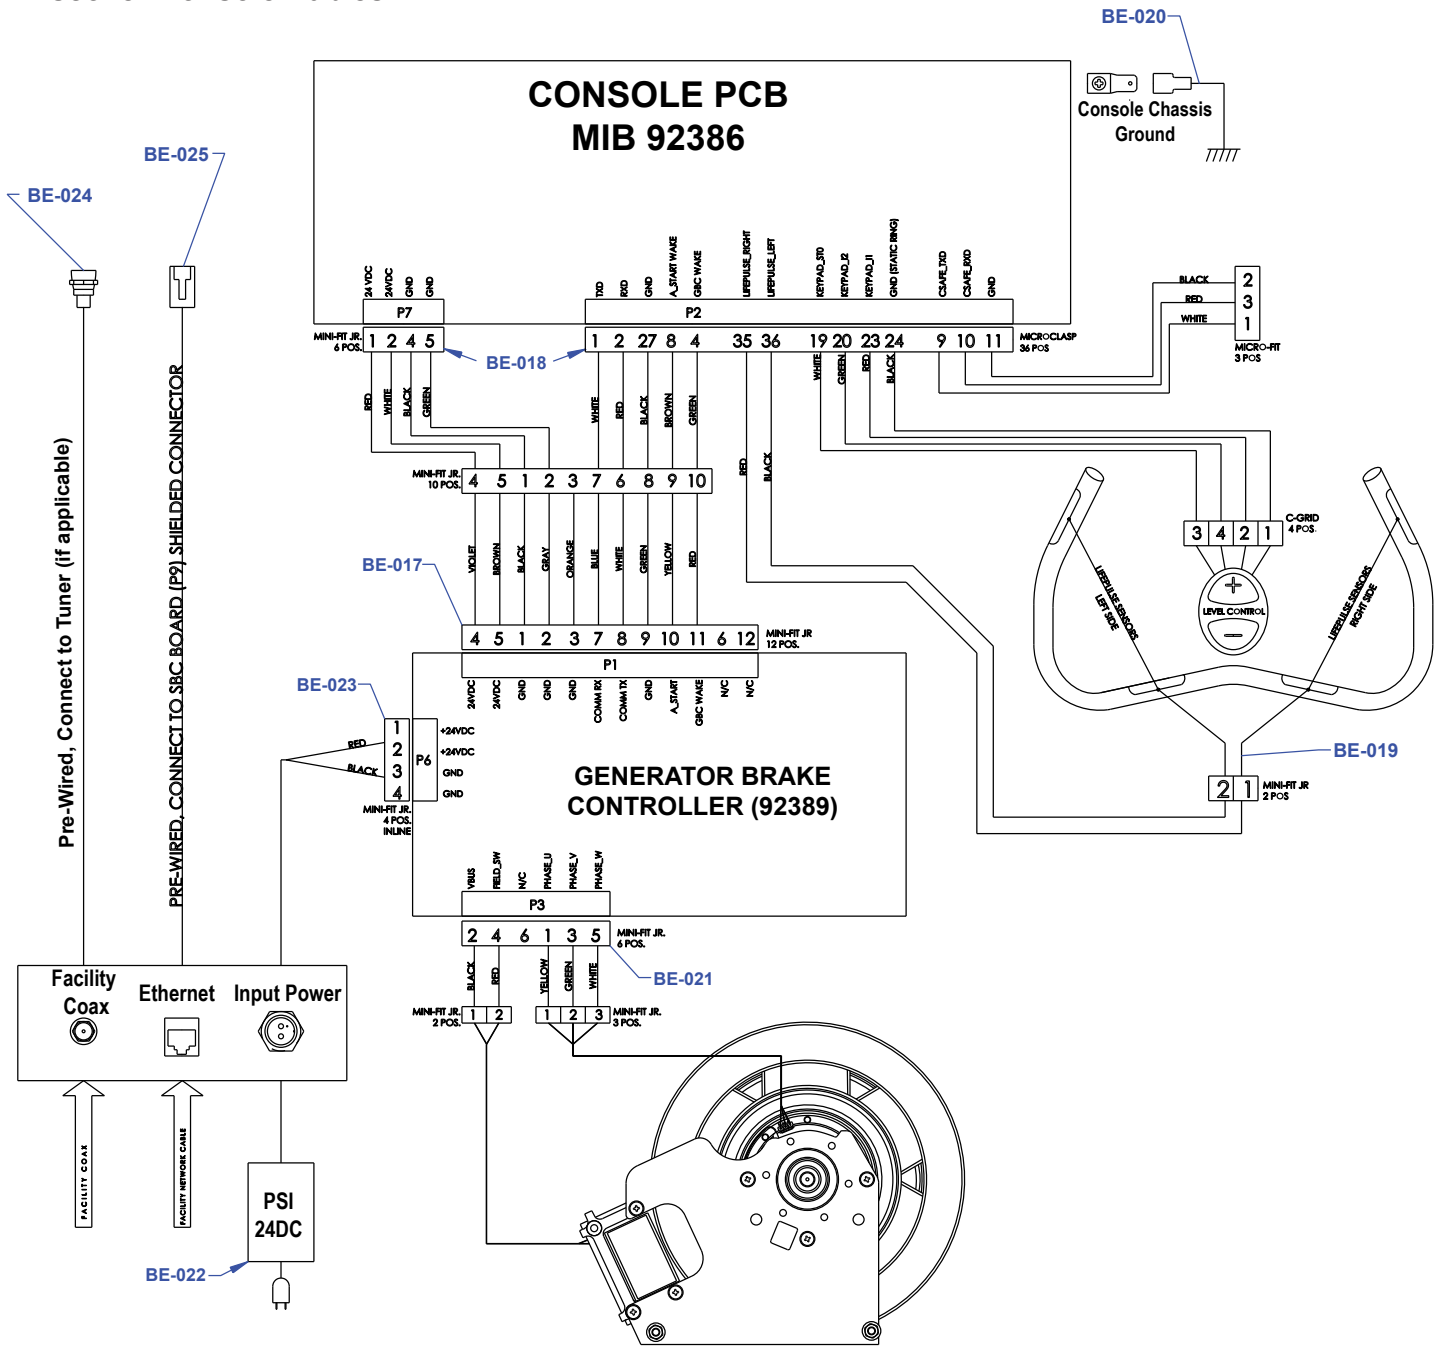 BE-020
CONSOLE PCB
MIB 92386
Console Chassis
Ground
BE-025
BE-024
24 VDC
24VDC
GND
GND
P7
TXD
RXD
GND
A_START WAKE
GBC WAKE
LIFEPULSE_RIGHT
LIFEPULSE_LEFT
KEYPAD_ST0
KEYPAD_I2
KEYPAD_I1
GND (STATIC RING)
CSAFE_TXD
CSAFE_RXD
GND
P2
MINI-FIT JR.
6 POS.
1 2 4 5
BE-018
1 2 27 8 4 35 36 19 20 23 24 9 10 11
MICROCLASP
36 POS
BLACK
RED
WHITE
2
3
1
MICRO-FIT
3 POS
RED
WHITE
BLACK
GREEN
WHITE
RED
BLACK
BROWN
GREEN
RED
BLACK
WHITE
GREEN
RED
BLACK
MINI-FIT JR.
10 POS.
4 5 1 2 3 7 6 8 9 10
VIOLET
BROWN
BLACK
GRAY
ORANGE
BLUE
WHITE
GREEN
YELLOW
RED
BE-017
4 5 1 2 3 7 8 9 10 11 6 12
MINI-FIT JR
12 POS.
P1
24VDC
24VDC
GND
GND
GND
COMM RX
COMM TX
GND
A_START
GBC WAKE
N/C
N/C
3 4 2 1
C-GRID
4 POS.
LEVEL CONTROL
LIFEPULSE SENSORS
LEFT SIDE
LIFEPULSE SENSORS
RIGHT SIDE
BE-019
2 1
MINI-FIT JR
2 POS
Pre-Wired, Connect to Tuner (if applicable)
PRE-WIRED, CONNECT TO SBC BOARD (P9) SHIELDED CONNECTOR
BE-023
1
2
3
4
P6
+24VDC
+24VDC
GND
GND
RED
BLACK
MINI-FIT JR.
4 POS.
INLINE
GENERATOR BRAKE
CONTROLLER (92389)
VBUS
FIELD_SW
N/C
PHASE_U
PHASE_V
PHASE_W
P3
2 4 6 1 3 5
MINI-FIT JR.
6 POS.
BE-021
BLACK
RED
YELLOW
GREEN
WHITE
MINI-FIT JR.
2 POS.
1 2
1 2 3
MINI-FIT JR.
3 POS.
Facility
Coax
Ethernet
Input Power
FACILITY COAX
FACILITY NETWORK CABLE
PSI
24DC
BE-022